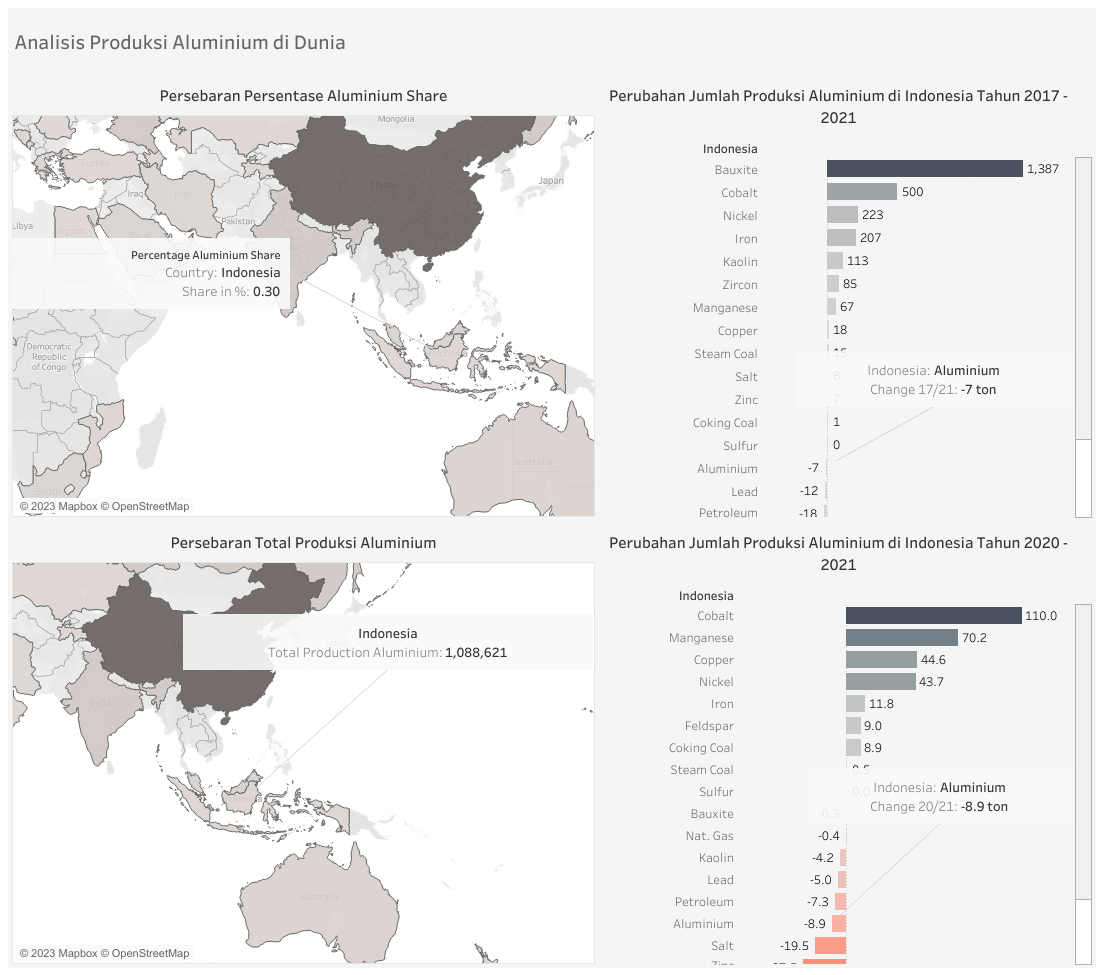 Analisis Produksi Aluminium di Dunia
Persebaran Persentase Aluminium Share
Mongolia
Turkey
China
Japan
Iraq
Iran
Pakistan
Libya
Egypt
Saudi
Percentage Aluminium Share
Country: Indonesia
Share in %: 0.30
Democratic
Republic
of Congo
Australia
South
© 2023 Mapbox © OpenStreetMap
Perubahan Jumlah Produksi Aluminium di Indonesia Tahun 2017 -
2021
Indonesia
Bauxite 1,387
Cobalt 500
Nickel 223
Iron 207
Kaolin 113
Zircon 85
Manganese 67
Copper 18
Steam Coal 15
Salt 8
Zinc 7
Indonesia: Aluminium
Change 17/21: -7 ton
Coking Coal 1
Sulfur 0
Aluminium -7
Lead -12
Petroleum -18
Persebaran Total Produksi Aluminium
Indonesia
Total Production Aluminium: 1,088,621
India
Australia
© 2023 Mapbox © OpenStreetMap
Perubahan Jumlah Produksi Aluminium di Indonesia Tahun 2020 -
2021
Indonesia
Cobalt 110.0
Manganese 70.2
Copper 44.6
Nickel 43.7
Iron 11.8
Feldspar 9.0
Coking Coal 8.9
Steam Coal 0.5
Sulfur 0.0
Bauxite -0.3
Indonesia: Aluminium
Change 20/21: -8.9 ton
Nat. Gas -0.4
Kaolin -4.2
Lead -5.0
Petroleum -7.3
Aluminium -8.9
Salt -19.5
Zinc